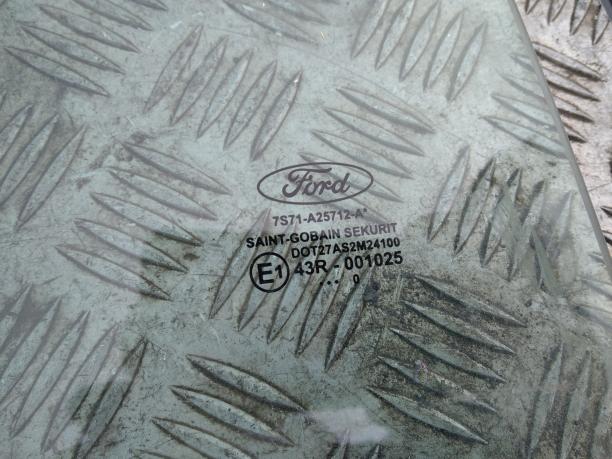 Ford
7S71-A25712-A*
SAINT-GOBAIN SEKURIT
DOT27AS2M24100
E1 43R - 001025
... 0